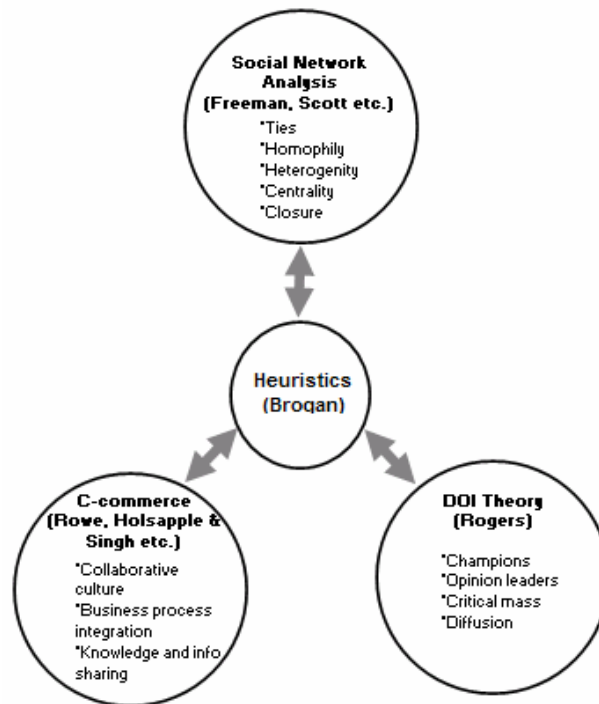 Social Network
Analysis
(Freeman, Scott etc.)
*Ties
*Homophily
*Heterogenity
*Centrality
*Closure
Heuristics
(Brogan)
C-commerce
(Rowe, Holsapple &
Singh etc.)
*Collaborative
culture
*Business process
integration
*Knowledge and info
sharing
DOI Theory
(Rogers)
*Champions
*Opinion leaders
*Critical mass
*Diffusion